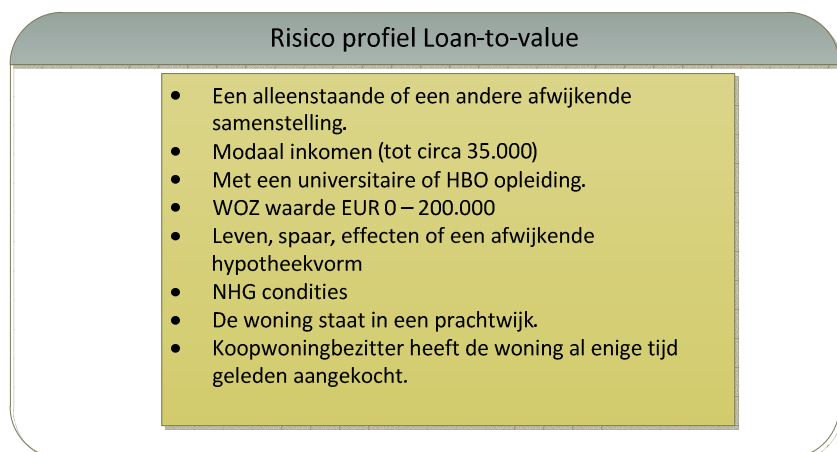 Risico profiel Loan-to-value
• Een alleenstaande of een andere afwijkende
samenstelling.
• Modaal inkomen (tot circa 35.000)
• Met een universitaire of HBO opleiding.
• WOZ waarde EUR 0 – 200.000
• Leven, spaar, effecten of een afwijkende
hypotheekvorm
• NHG condities
• De woning staat in een prachtwijk.
• Koopwoningbezitter heeft de woning al enige tijd
geleden aangekocht.